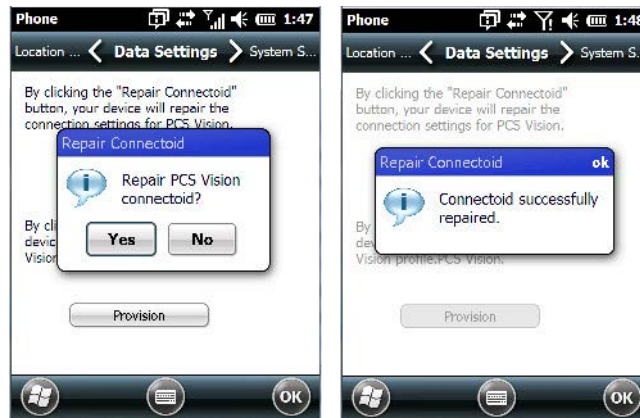 Phone 1:47
Location ... Data Settings System S...
By clicking the "Repair Connectoid"
button, your device will repair the
connection settings for PCS Vision.
Repair Connectoid
Repair PCS Vision
connectoid?
Yes No
By cli
devic
Vision
Provision
OK
Phone 1:48
Location ... Data Settings System S.
By clicking the "Repair Connectoid"
button, your device will repair the
connection settings for PCS Vision.
Repair Connectoid ok
Connectoid successfully
repaired.
By
dev
Vision profile.PCS Vision.
Provision
OK